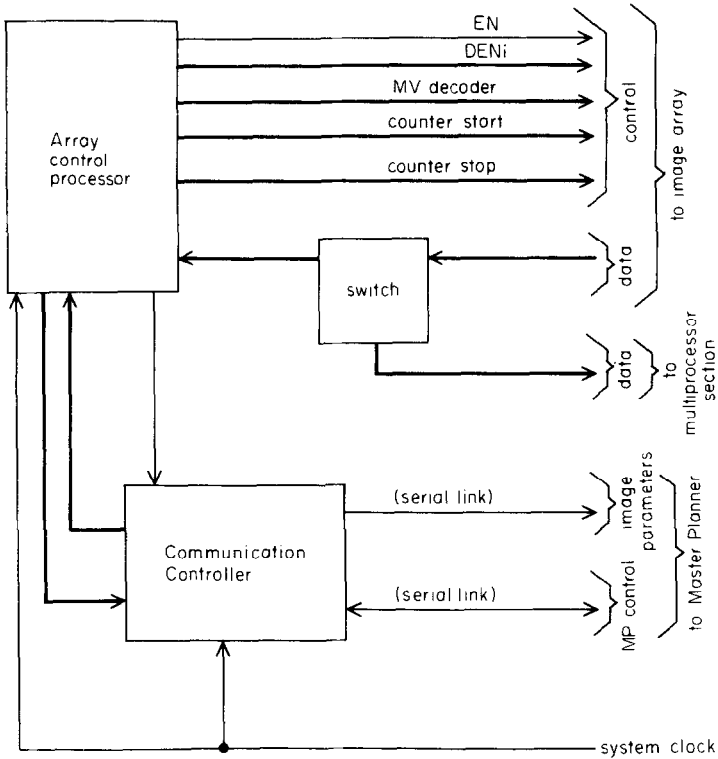 EN
DENi
MV decoder
counter start
counter stop
Array
control
processor
control
to image array
switch
data
data
to
multiprocessor
section
(serial link)
image
parameters
Communication
Controller
(serial link)
MP control
to Master Planner
system clock